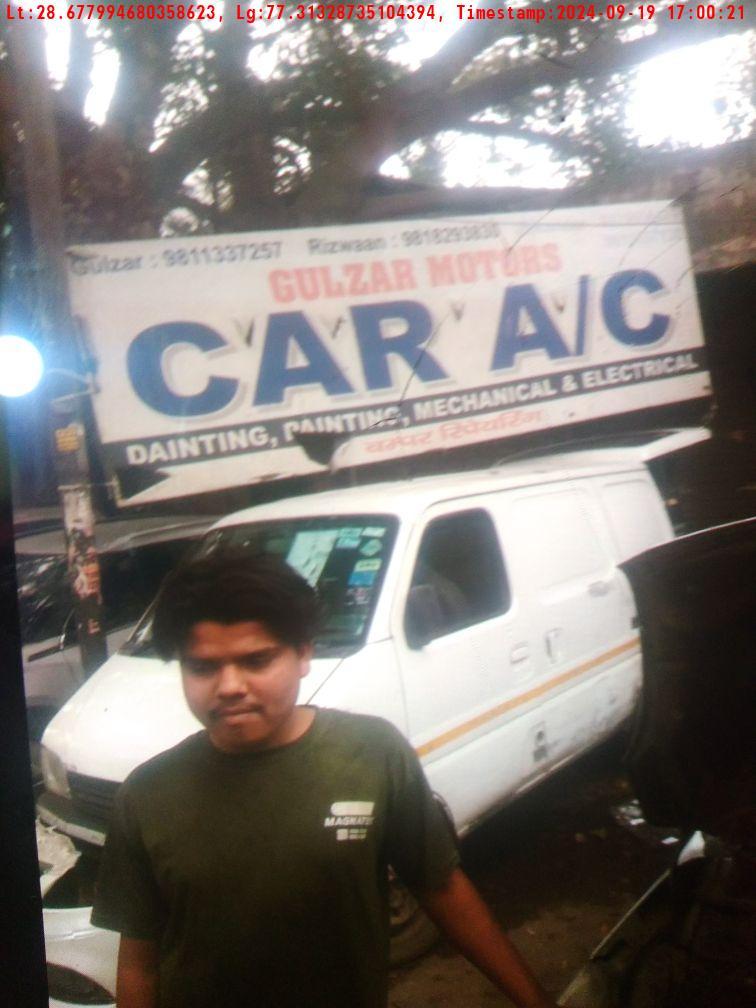 Lt:28.677994680358623, Lg:77.31328735104394, Timestamp:2024-09-19 17:00:21
Gulzar : 9811337257 Rizwaan : 9818293830
GULZAR MOTORS
CAR A/C
DAINTING, PAINTING, MECHANICAL & ELECTRICAL
बम्पर रिपेयरिंग
MAGNATEC